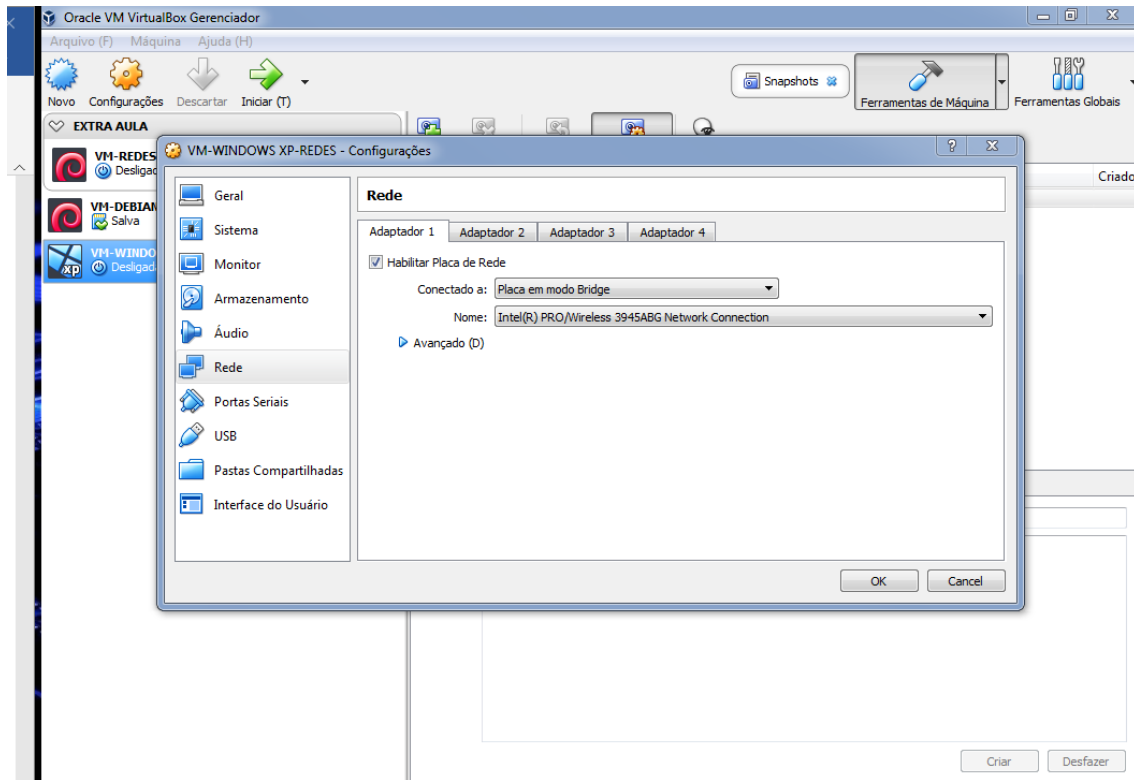 Oracle VM VirtualBox Gerenciador
Arquivo (F) Máquina Ajuda (H)
Novo Configurações Descartar Iniciar (T)
Snapshots
Ferramentas de Máquina
Ferramentas Globais
EXTRA AULA
VM-REDES
Desligad
VM-DEBIAN
Salva
VM-WINDO
Desligad
xp
Criado
VM-WINDOWS XP-REDES - Configurações
Geral
Sistema
Monitor
Armazenamento
Áudio
Rede
Portas Seriais
USB
Pastas Compartilhadas
Interface do Usuário
Rede
Adaptador 1 Adaptador 2 Adaptador 3 Adaptador 4
Habilitar Placa de Rede
Conectado a: Placa em modo Bridge
Nome: Intel(R) PRO/Wireless 3945ABG Network Connection
Avançado (D)
OK Cancel
Criar Desfazer